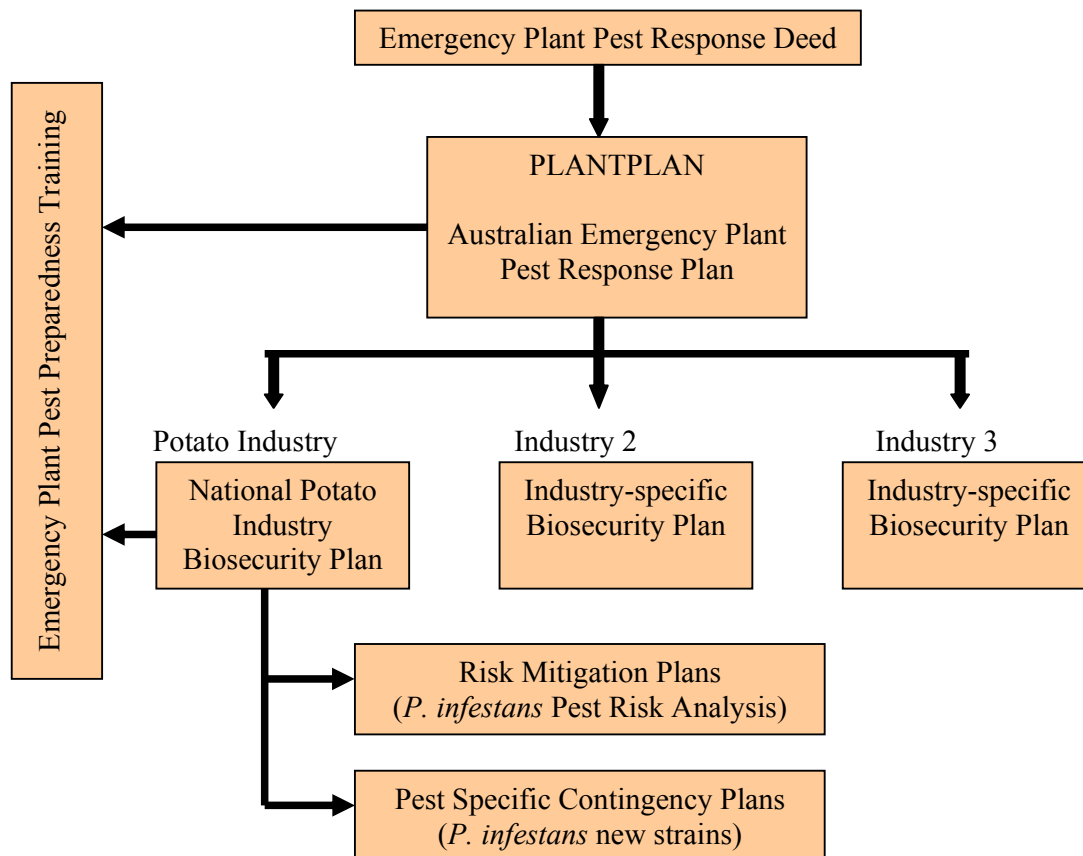 Emergency Plant Pest Response Deed
Emergency Plant Pest Preparedness Training
PLANTPLAN
Australian Emergency Plant
Pest Response Plan
Potato Industry
National Potato
Industry
Biosecurity Plan
Industry 2
Industry-specific
Biosecurity Plan
Industry 3
Industry-specific
Biosecurity Plan
Risk Mitigation Plans
(P. infestans Pest Risk Analysis)
Pest Specific Contingency Plans
(P. infestans new strains)